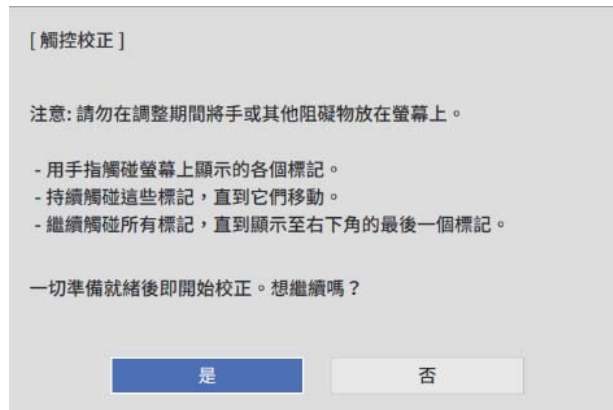 [ 觸控校正 ]
注意: 請勿在調整期間將手或其他阻礙物放在螢幕上。
- 用手指觸碰螢幕上顯示的各個標記。
- 持續觸碰這些標記，直到它們移動。
- 繼續觸碰所有標記，直到顯示至右下角的最後一個標記。
一切準備就緒後即開始校正。想繼續嗎？
是
否